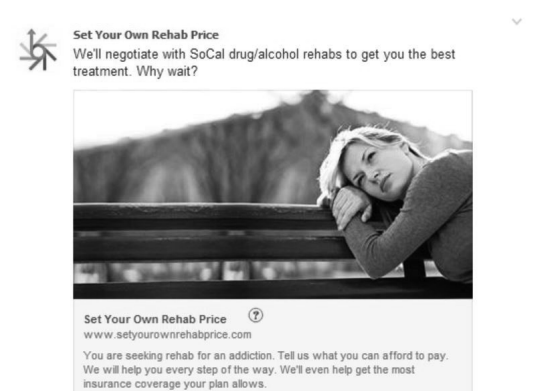 Set Your Own Rehab Price
We'll negotiate with SoCal drug/alcohol rehabs to get you the best
treatment. Why wait?
Set Your Own Rehab Price ?
www.setyourownrehabprice.com
You are seeking rehab for an addiction. Tell us what you can afford to pay.
We will help you every step of the way. We'll even help get the most
insurance coverage your plan allows.